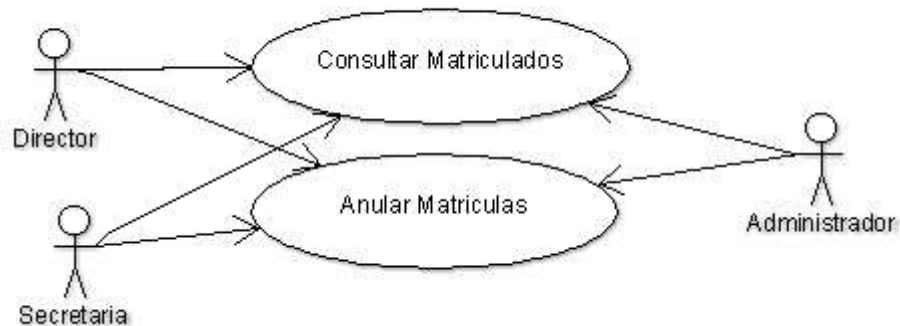 Consultar Matriculados
Director
Anular Matriculas
Administrador
Secretaria